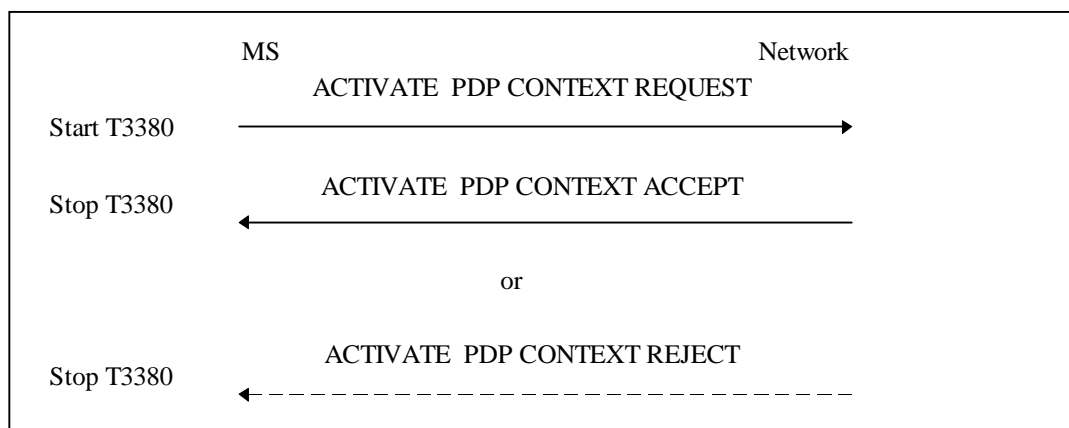 MS Network
ACTIVATE PDP CONTEXT REQUEST
Start T3380
ACTIVATE PDP CONTEXT ACCEPT
Stop T3380
or
ACTIVATE PDP CONTEXT REJECT
Stop T3380